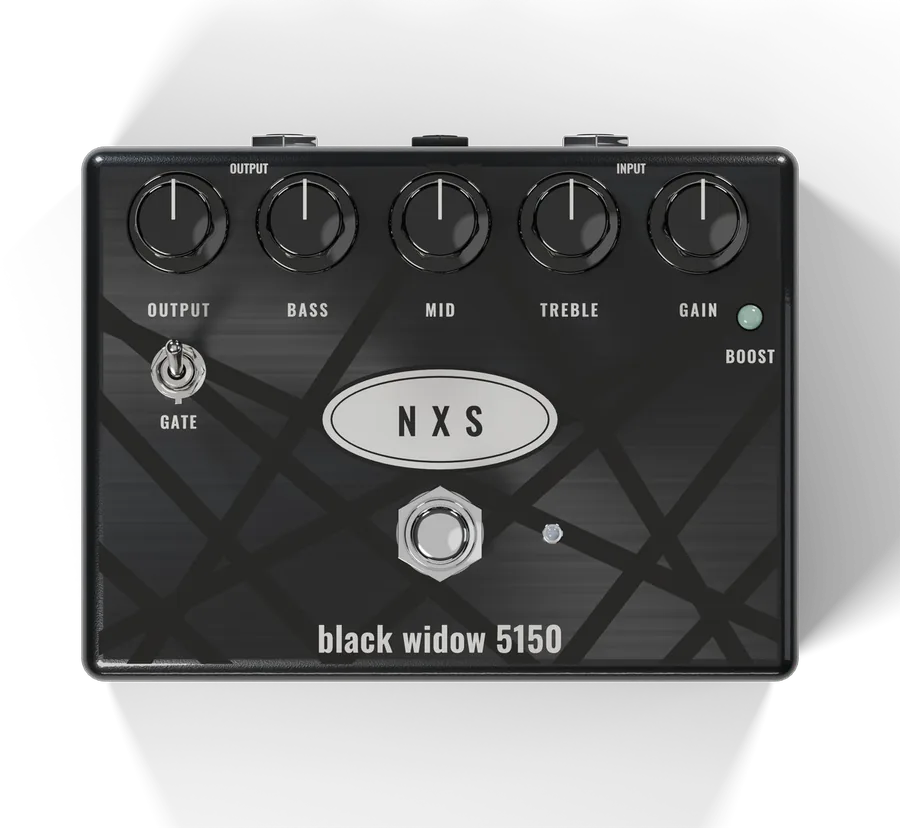 OUTPUT
INPUT
OUTPUT
BASS
MID
TREBLE
GAIN
BOOST
GATE
NXS
black widow 5150